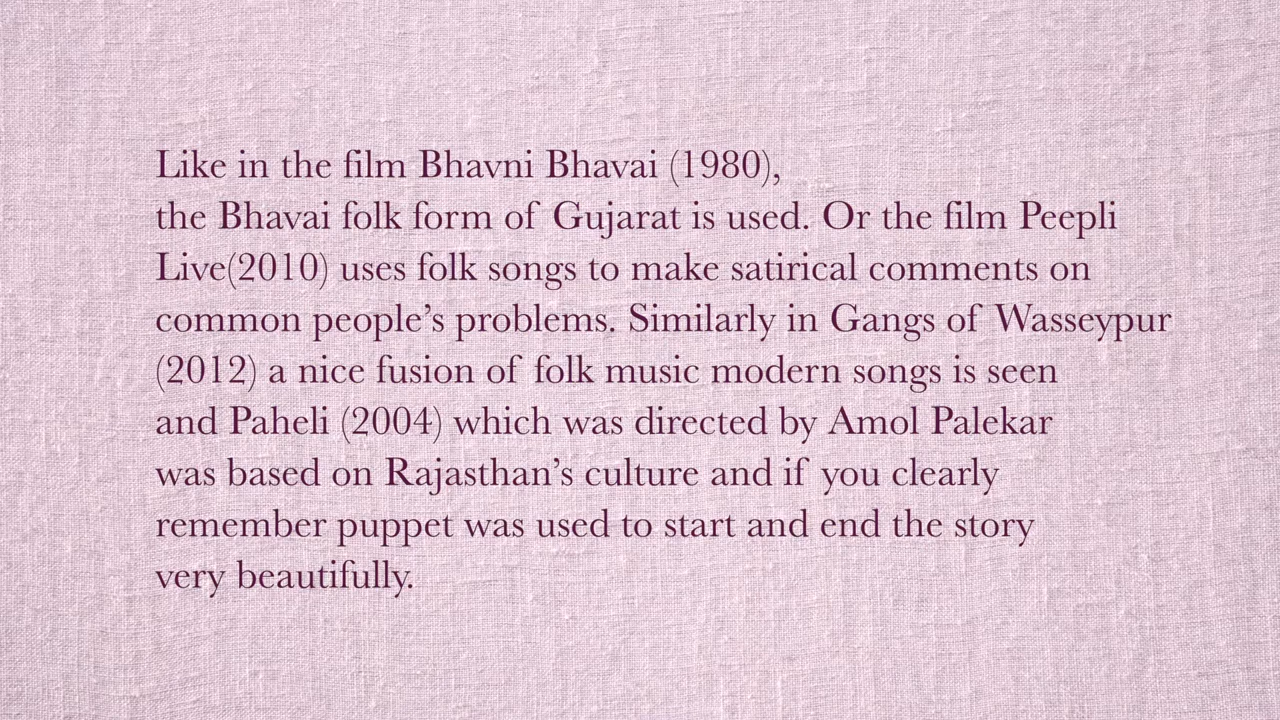 Like in the film Bhavni Bhavai (1980),
the Bhavai folk form of Gujarat is used. Or the film Peepli
Live(2010) uses folk songs to make satirical comments on
common people’s problems. Similarly in Gangs of Wasseypur
(2012) a nice fusion of folk music modern songs is seen
and Paheli (2004) which was directed by Amol Palekar
was based on Rajasthan’s culture and if you clearly
remember puppet was used to start and end the story
very beautifully.